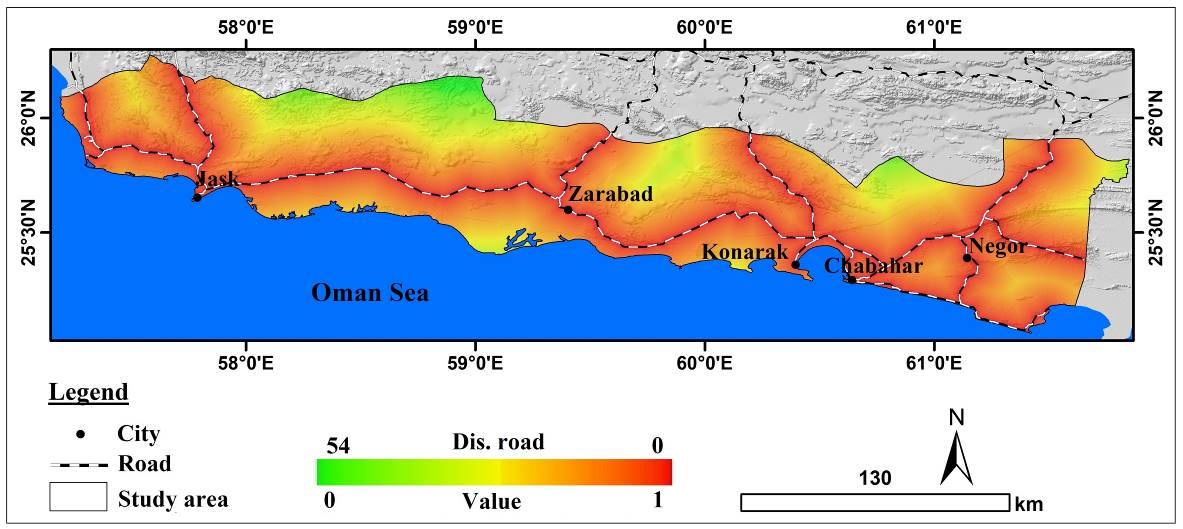 58°0'E 59°0'E 60°0'E 61°0'E
26°0'N 26°0'N
Jask
Zarabad
25°30'N 25°30'N
Konarak Negor
Chabahar
Oman Sea
58°0'E 59°0'E 60°0'E 61°0'E
Legend
City
Road
Study area
54 Dis. road 0
0 Value 1
N
130
km